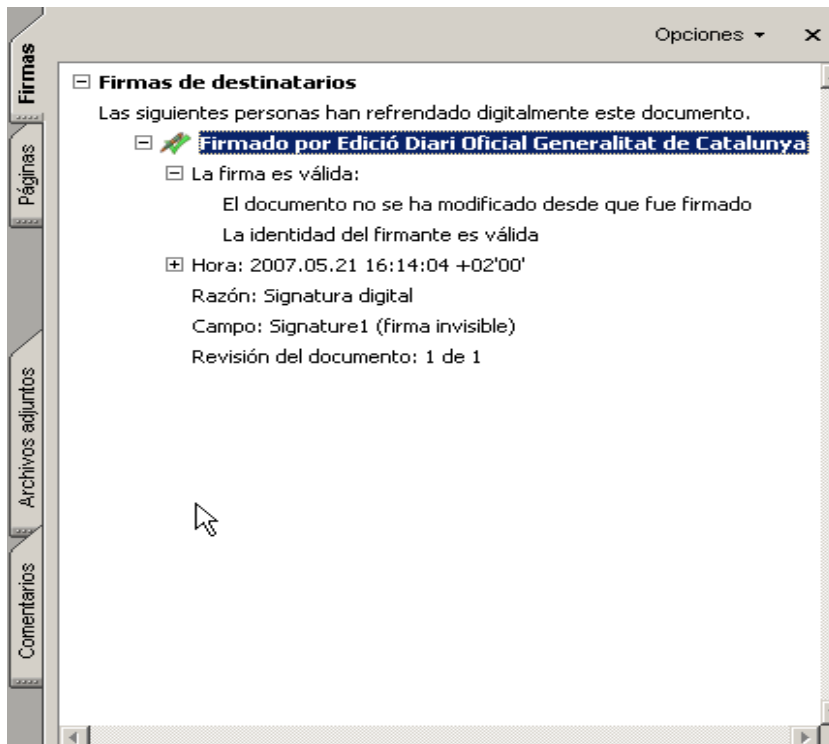 Opciones
Firmas
Páginas
Archivos adjuntos
Comentarios
Firmas de destinatarios
Las siguientes personas han refrendado digitalmente este documento.
Firmado por Edició Diari Oficial Generalitat de Catalunya
La firma es válida:
El documento no se ha modificado desde que fue firmado
La identidad del firmante es válida
Hora: 2007.05.21 16:14:04 +02'00'
Razón: Signatura digital
Campo: Signature1 (firma invisible)
Revisión del documento: 1 de 1